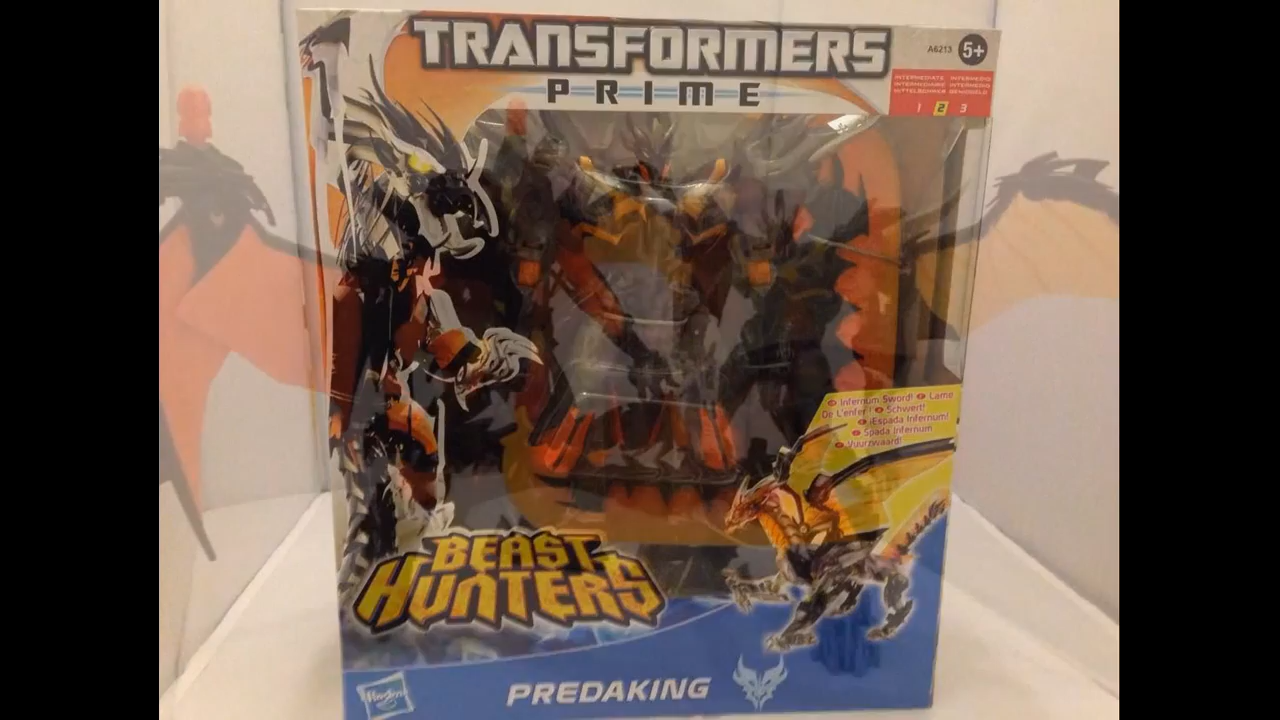 TRANSFORMERS
PRIME
A6213 5+
INTERMEDIATE INTERMEDIO
1 2 3
Infernum Sword! Lame
De L'enfer! Schwert!
¡Espada Infernum!
Spada Infernum
Vuurzwaard!
BEAST
HUNTERS
Hasbro
PREDAKING